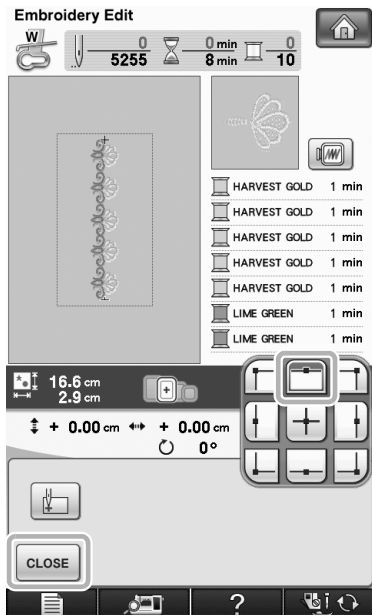 Embroidery Edit
W
0 0 min 0
5255 8 min 10
HARVEST GOLD 1 min
HARVEST GOLD 1 min
HARVEST GOLD 1 min
HARVEST GOLD 1 min
HARVEST GOLD 1 min
LIME GREEN 1 min
LIME GREEN 1 min
16.6 cm
2.9 cm
+ 0.00 cm + 0.00 cm
0°
CLOSE
?